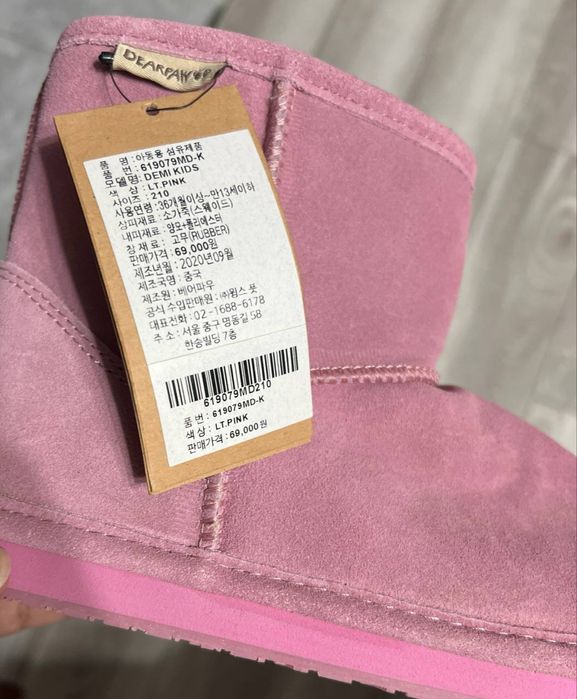 BEARPAW
품 명 : 아동용 섬유제품
품 번 : 619079MD-K
모델명: DEMI KIDS
색 상 : LT.PINK
사이즈 : 210
사용연령 : 36개월이상~만13세이하
상피재료 : 소가죽(스웨이드)
내피재료 : 양모+폴리에스터
창 재 료 : 고무(RUBBER)
판매가격 : 69,000원
제조년월 : 2020년09월
제조국명 : 중국
제조원 : 베어파우
공식 수입판매원 : ㈜윙스 풋
대표전화 : 02-1688-6178
주 소 : 서울 중구 명동길 58
한송빌딩 7층
619079MD210
품 번 : 619079MD-K
색 상 : LT.PINK
판매가격 : 69,000원